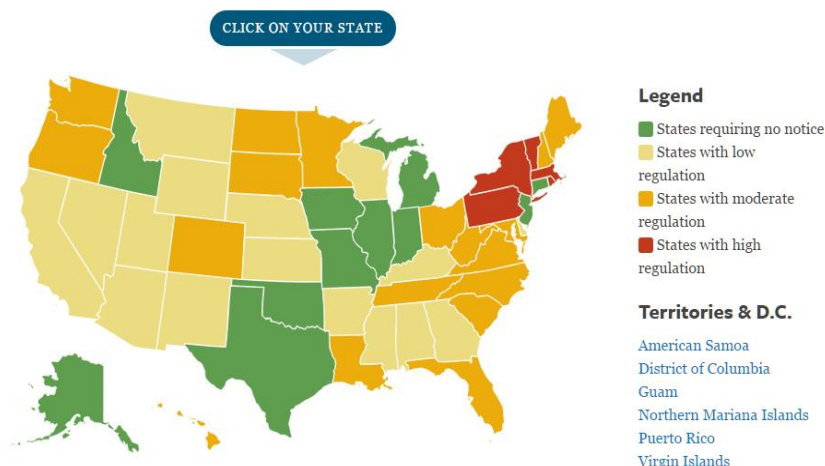 CLICK ON YOUR STATE
Legend
States requiring no notice
States with low
regulation
States with moderate
regulation
States with high
regulation
Territories & D.C.
American Samoa
District of Columbia
Guam
Northern Mariana Islands
Puerto Rico
Virgin Islands